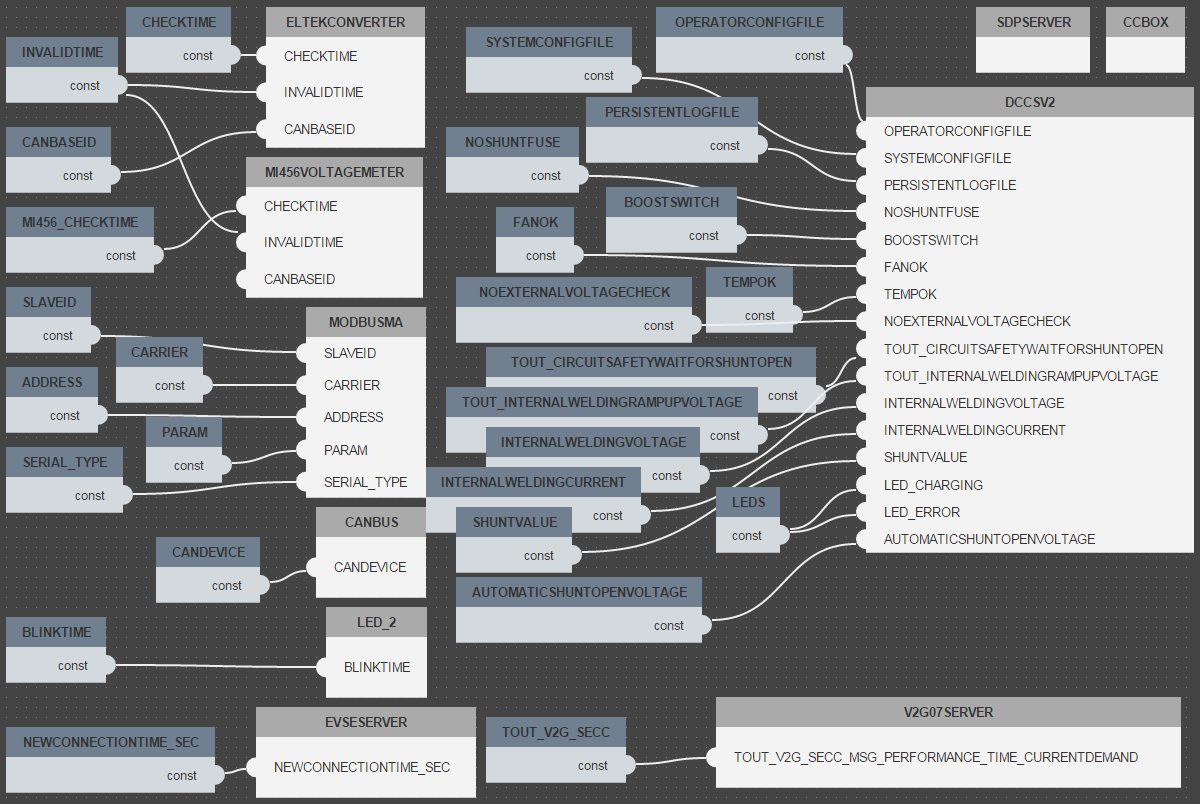 CHECKTIME
const
INVALIDTIME
const
CANBASEID
const
MI456_CHECKTIME
const
SLAVEID
const
CARRIER
const
ADDRESS
const
PARAM
const
SERIAL_TYPE
const
CANDEVICE
const
BLINKTIME
const
NEWCONNECTIONTIME_SEC
const
ELTEKCONVERTER
CHECKTIME
INVALIDTIME
CANBASEID
MI456VOLTAGEMETER
CHECKTIME
INVALIDTIME
CANBASEID
MODBUSMA
SLAVEID
CARRIER
ADDRESS
PARAM
SERIAL_TYPE
CANBUS
CANDEVICE
LED_2
BLINKTIME
EVSESERVER
NEWCONNECTIONTIME_SEC
SYSTEMCONFIGFILE
const
OPERATORCONFIGFILE
const
PERSISTENTLOGFILE
const
NOSHUNTFUSE
const
BOOSTSWITCH
const
FANOK
const
TEMPOK
const
NOEXTERNALVOLTAGECHECK
const
TOUT_CIRCUITSAFETYWAITFORSHUNTOPEN
const
TOUT_INTERNALWELDINGRAMPUPVOLTAGE
const
INTERNALWELDINGVOLTAGE
const
INTERNALWELDINGCURRENT
const
SHUNTVALUE
const
LEDS
const
AUTOMATICSHUNTOPENVOLTAGE
const
TOUT_V2G_SECC
const
SDPSERVER
CCBOX
DCCSV2
OPERATORCONFIGFILE
SYSTEMCONFIGFILE
PERSISTENTLOGFILE
NOSHUNTFUSE
BOOSTSWITCH
FANOK
TEMPOK
NOEXTERNALVOLTAGECHECK
TOUT_CIRCUITSAFETYWAITFORSHUNTOPEN
TOUT_INTERNALWELDINGRAMPUPVOLTAGE
INTERNALWELDINGVOLTAGE
INTERNALWELDINGCURRENT
SHUNTVALUE
LED_CHARGING
LED_ERROR
AUTOMATICSHUNTOPENVOLTAGE
V2G07SERVER
TOUT_V2G_SECC_MSG_PERFORMANCE_TIME_CURRENTDEMAND